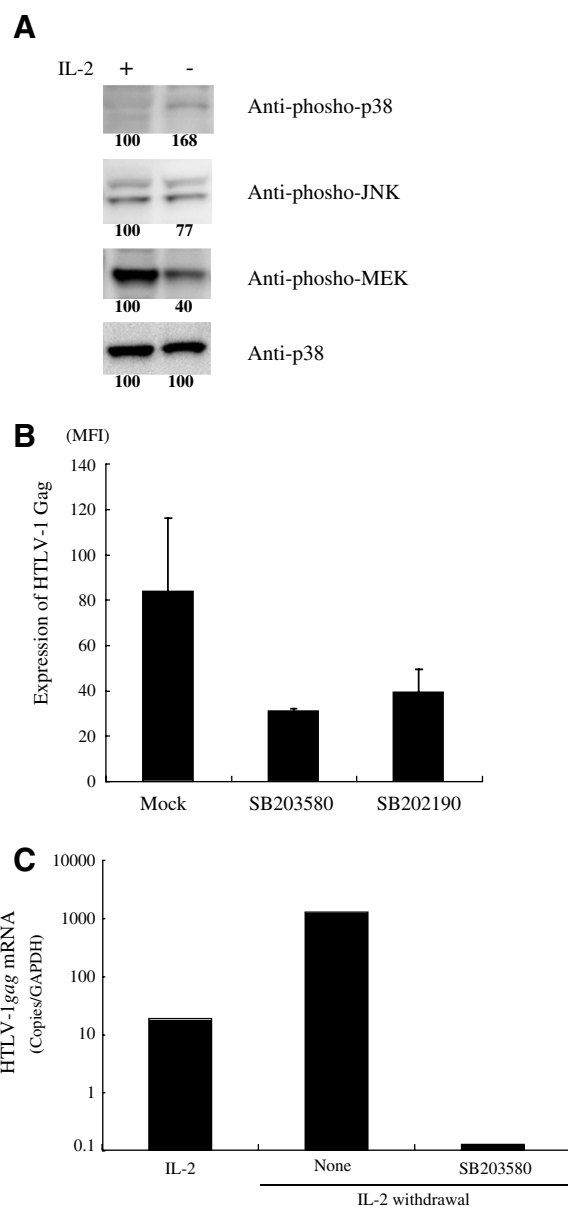 A
IL-2 + -
Anti-phosho-p38
100 168
Anti-phosho-JNK
100 77
Anti-phosho-MEK
100 40
Anti-p38
100 100
B
(MFI)
Expression of HTLV-1 Gag
140
120
100
80
60
40
20
0
Mock SB203580 SB202190
C
HTLV-1gag mRNA
(Copies/GAPDH)
10000
1000
100
10
1
0.1
IL-2 None SB203580
IL-2 withdrawal